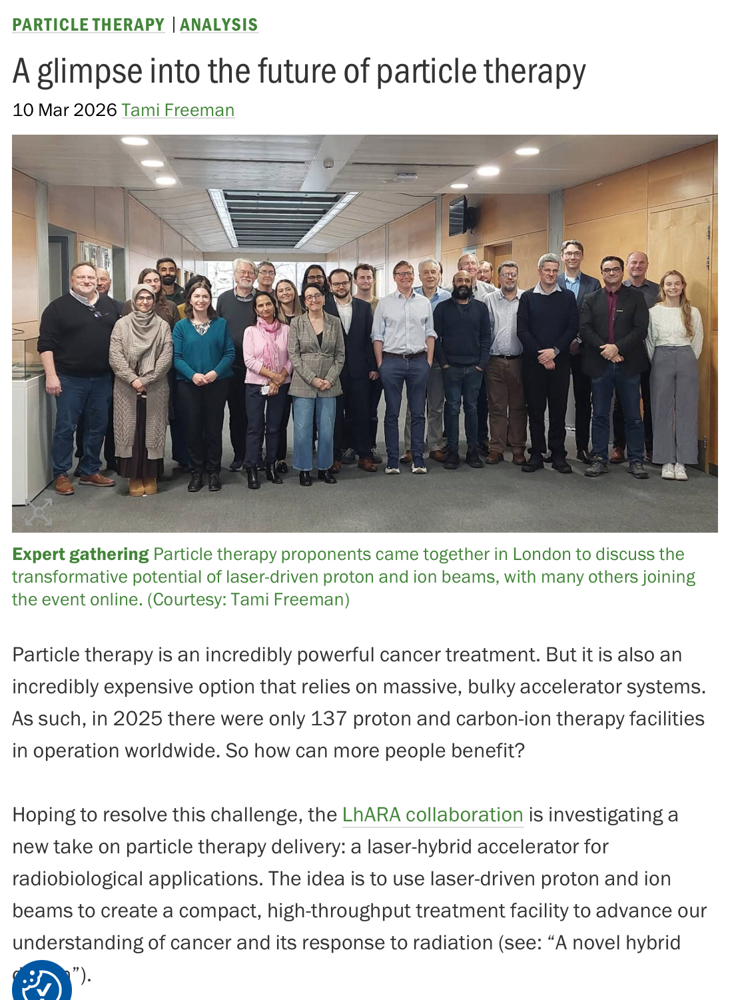 PARTICLE THERAPY | ANALYSIS
A glimpse into the future of particle therapy
10 Mar 2026 Tami Freeman
Expert gathering Particle therapy proponents came together in London to discuss the
transformative potential of laser-driven proton and ion beams, with many others joining
the event online. (Courtesy: Tami Freeman)
Particle therapy is an incredibly powerful cancer treatment. But it is also an
incredibly expensive option that relies on massive, bulky accelerator systems.
As such, in 2025 there were only 137 proton and carbon-ion therapy facilities
in operation worldwide. So how can more people benefit?
Hoping to resolve this challenge, the LhARA collaboration is investigating a
new take on particle therapy delivery: a laser-hybrid accelerator for
radiobiological applications. The idea is to use laser-driven proton and ion
beams to create a compact, high-throughput treatment facility to advance our
understanding of cancer and its response to radiation (see: “A novel hybrid
”).